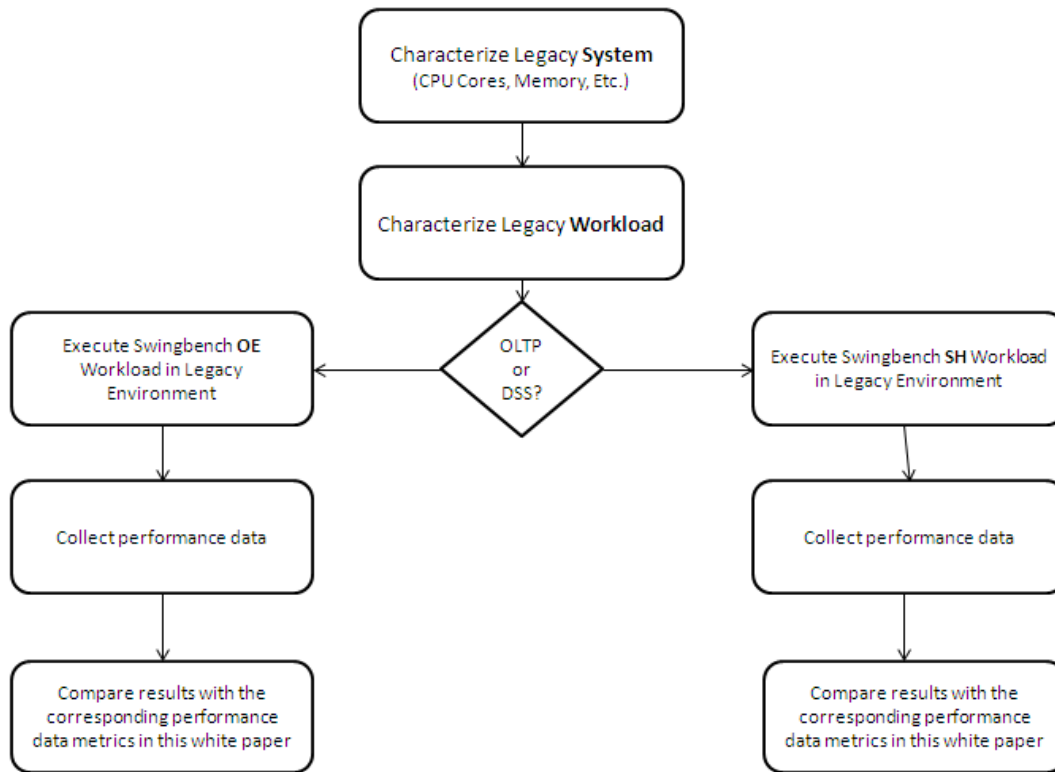 Characterize Legacy System
(CPU Cores, Memory, Etc.)
Characterize Legacy Workload
OLTP
or
DSS?
Execute Swingbench OE
Workload in Legacy
Environment
Execute Swingbench SH Workload
in Legacy Environment
Collect performance data
Collect performance data
Compare results with the
corresponding performance
data metrics in this white paper
Compare results with the
corresponding performance
data metrics in this white paper